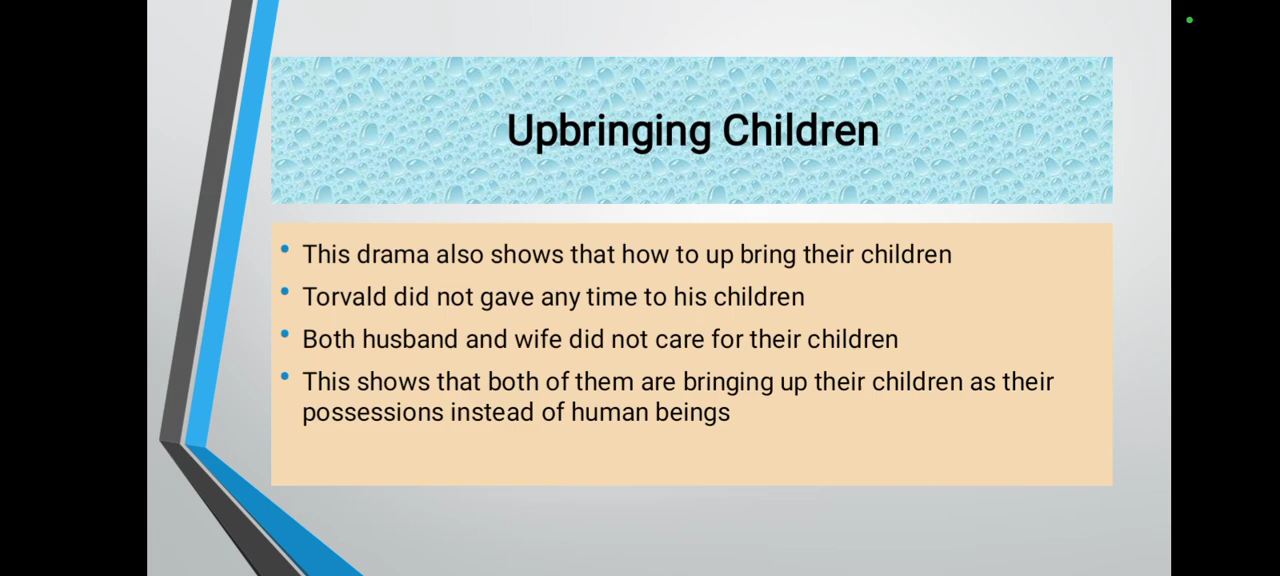 Upbringing Children
• This drama also shows that how to up bring their children
• Torvald did not gave any time to his children
• Both husband and wife did not care for their children
• This shows that both of them are bringing up their children as their
possessions instead of human beings